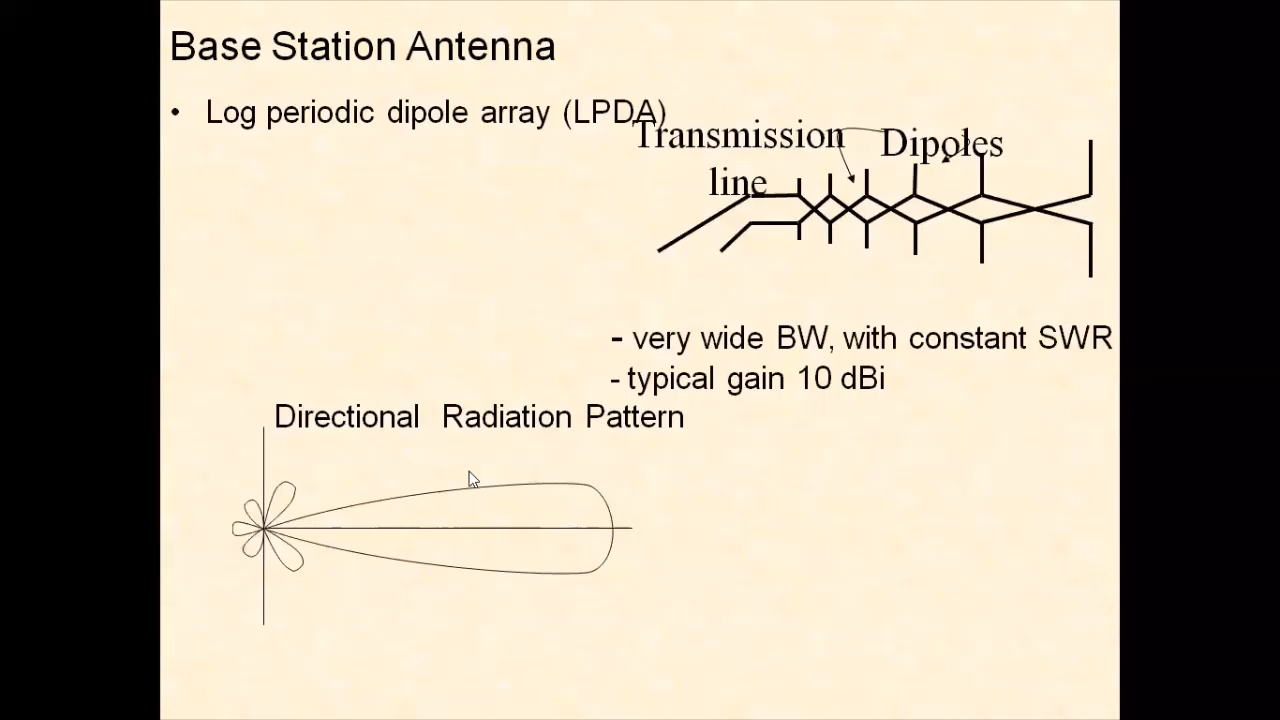 Base Station Antenna
• Log periodic dipole array (LPDA)
Transmission
line
Dipoles
- very wide BW, with constant SWR
- typical gain 10 dBi
Directional Radiation Pattern